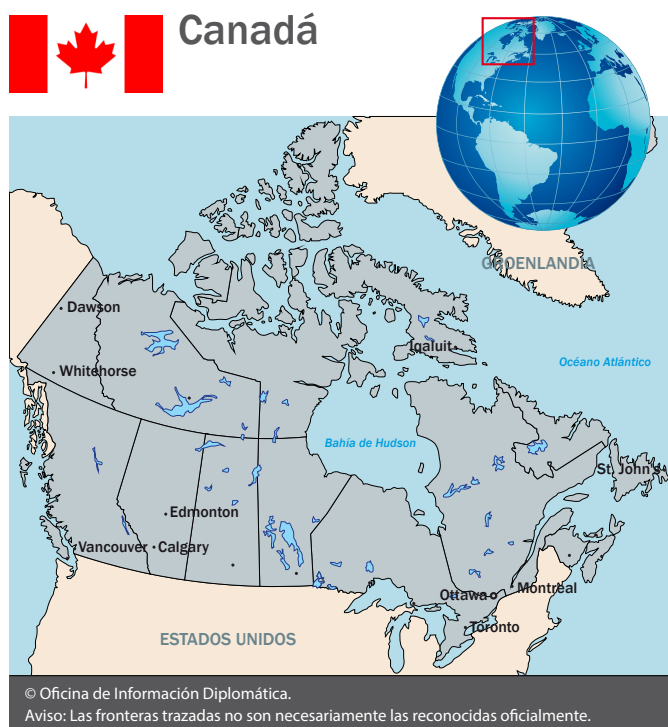 Canadá
GROENLANDIA
Dawson
Iqaluit
Océano Atlántico
Whitehorse
Bahía de Hudson
St. John's
Edmonton
Vancouver
Calgary
Ottawa
Montreal
Toronto
ESTADOS UNIDOS
© Oficina de Información Diplomática.
Aviso: Las fronteras trazadas no son necesariamente las reconocidas oficialmente.